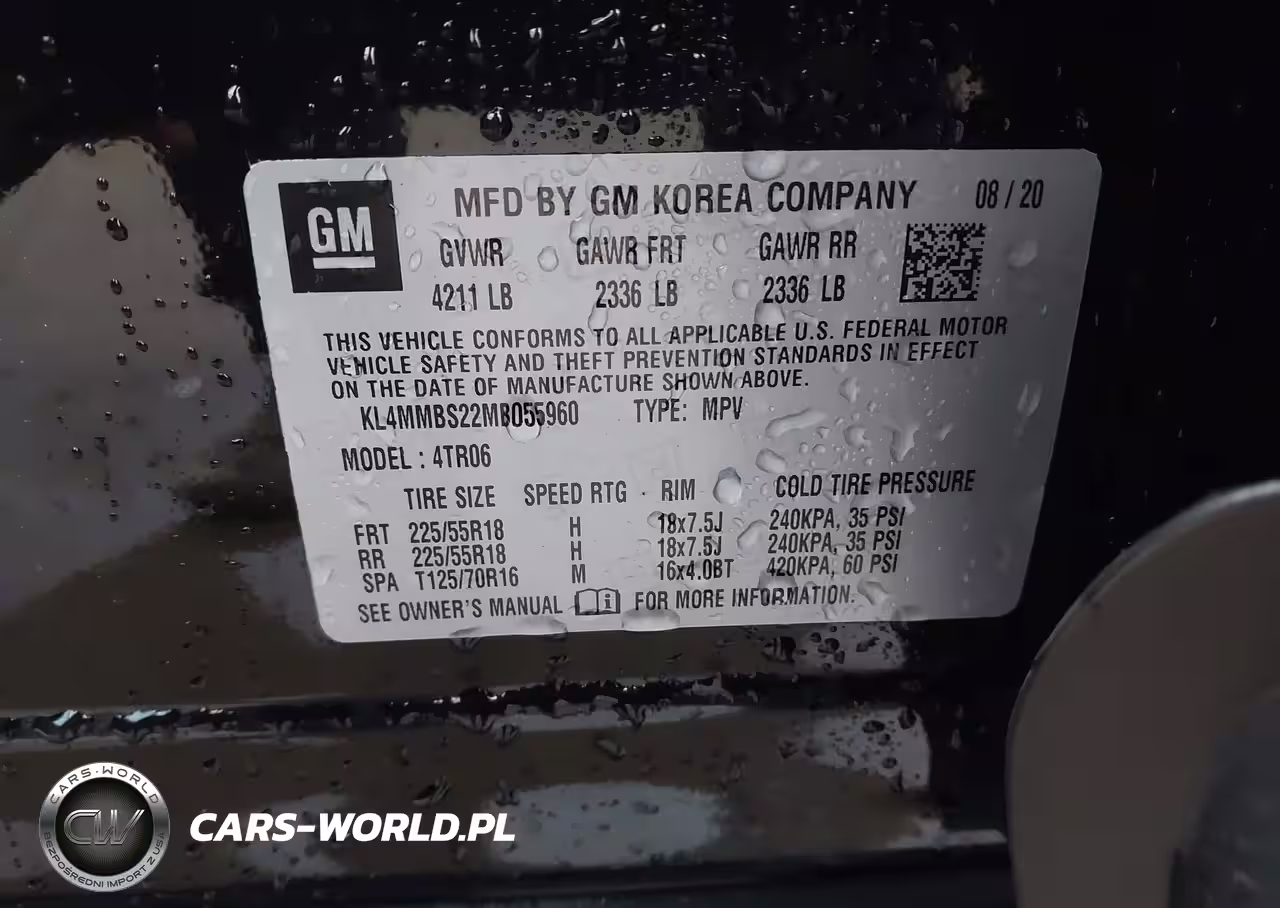 GM
MFD BY GM KOREA COMPANY 08 / 20
GVWR GAWR FRT GAWR RR
4211 LB 2336 LB 2336 LB
THIS VEHICLE CONFORMS TO ALL APPLICABLE U.S. FEDERAL MOTOR
VEHICLE SAFETY AND THEFT PREVENTION STANDARDS IN EFFECT
ON THE DATE OF MANUFACTURE SHOWN ABOVE.
KL4MMBS22MB055960 TYPE: MPV
MODEL : 4TR06
TIRE SIZE SPEED RTG RIM COLD TIRE PRESSURE
FRT 225/55R18 H 18x7.5J 240KPA, 35 PSI
RR 225/55R18 H 18x7.5J 240KPA, 35 PSI
SPA T125/70R16 M 16x4.0BT 420KPA, 60 PSI
SEE OWNER'S MANUAL FOR MORE INFORMATION.
CARS-WORLD
CW
BEZPOŚREDNI IMPORT Z USA
CARS-WORLD.PL